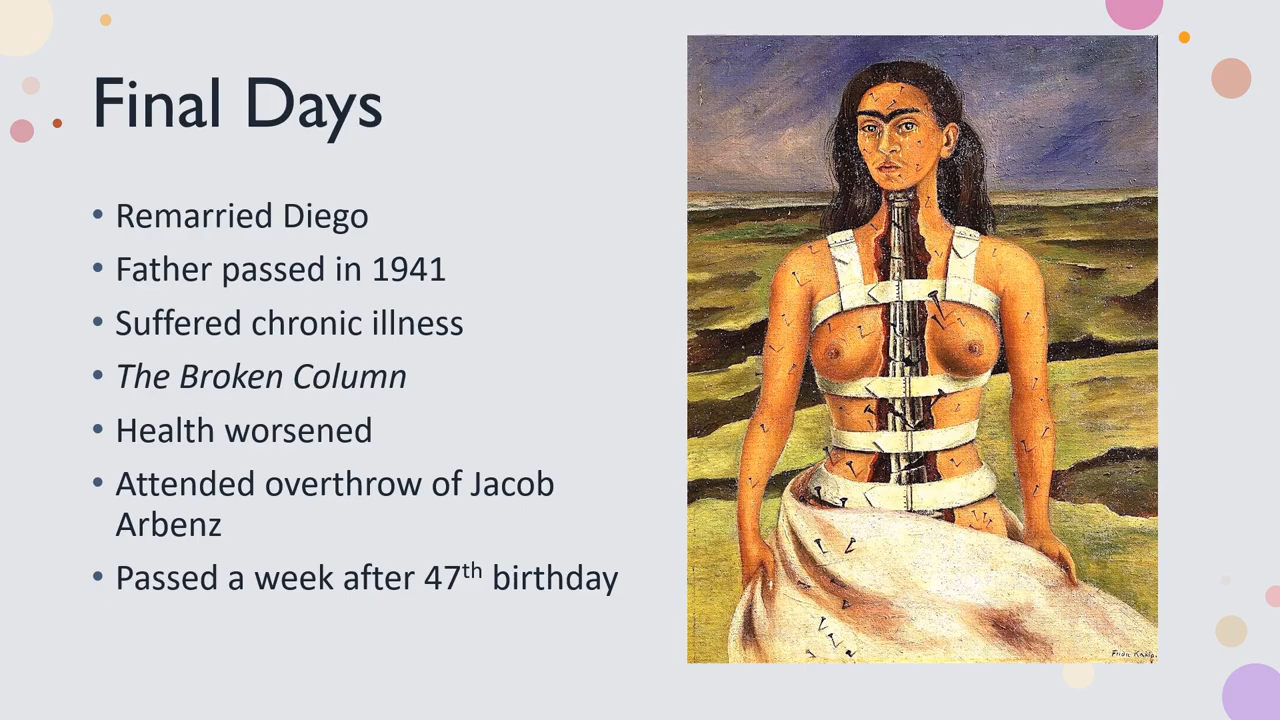 Final Days
• Remarried Diego
• Father passed in 1941
• Suffered chronic illness
• The Broken Column
• Health worsened
• Attended overthrow of Jacob
Arbenz
• Passed a week after 47th birthday